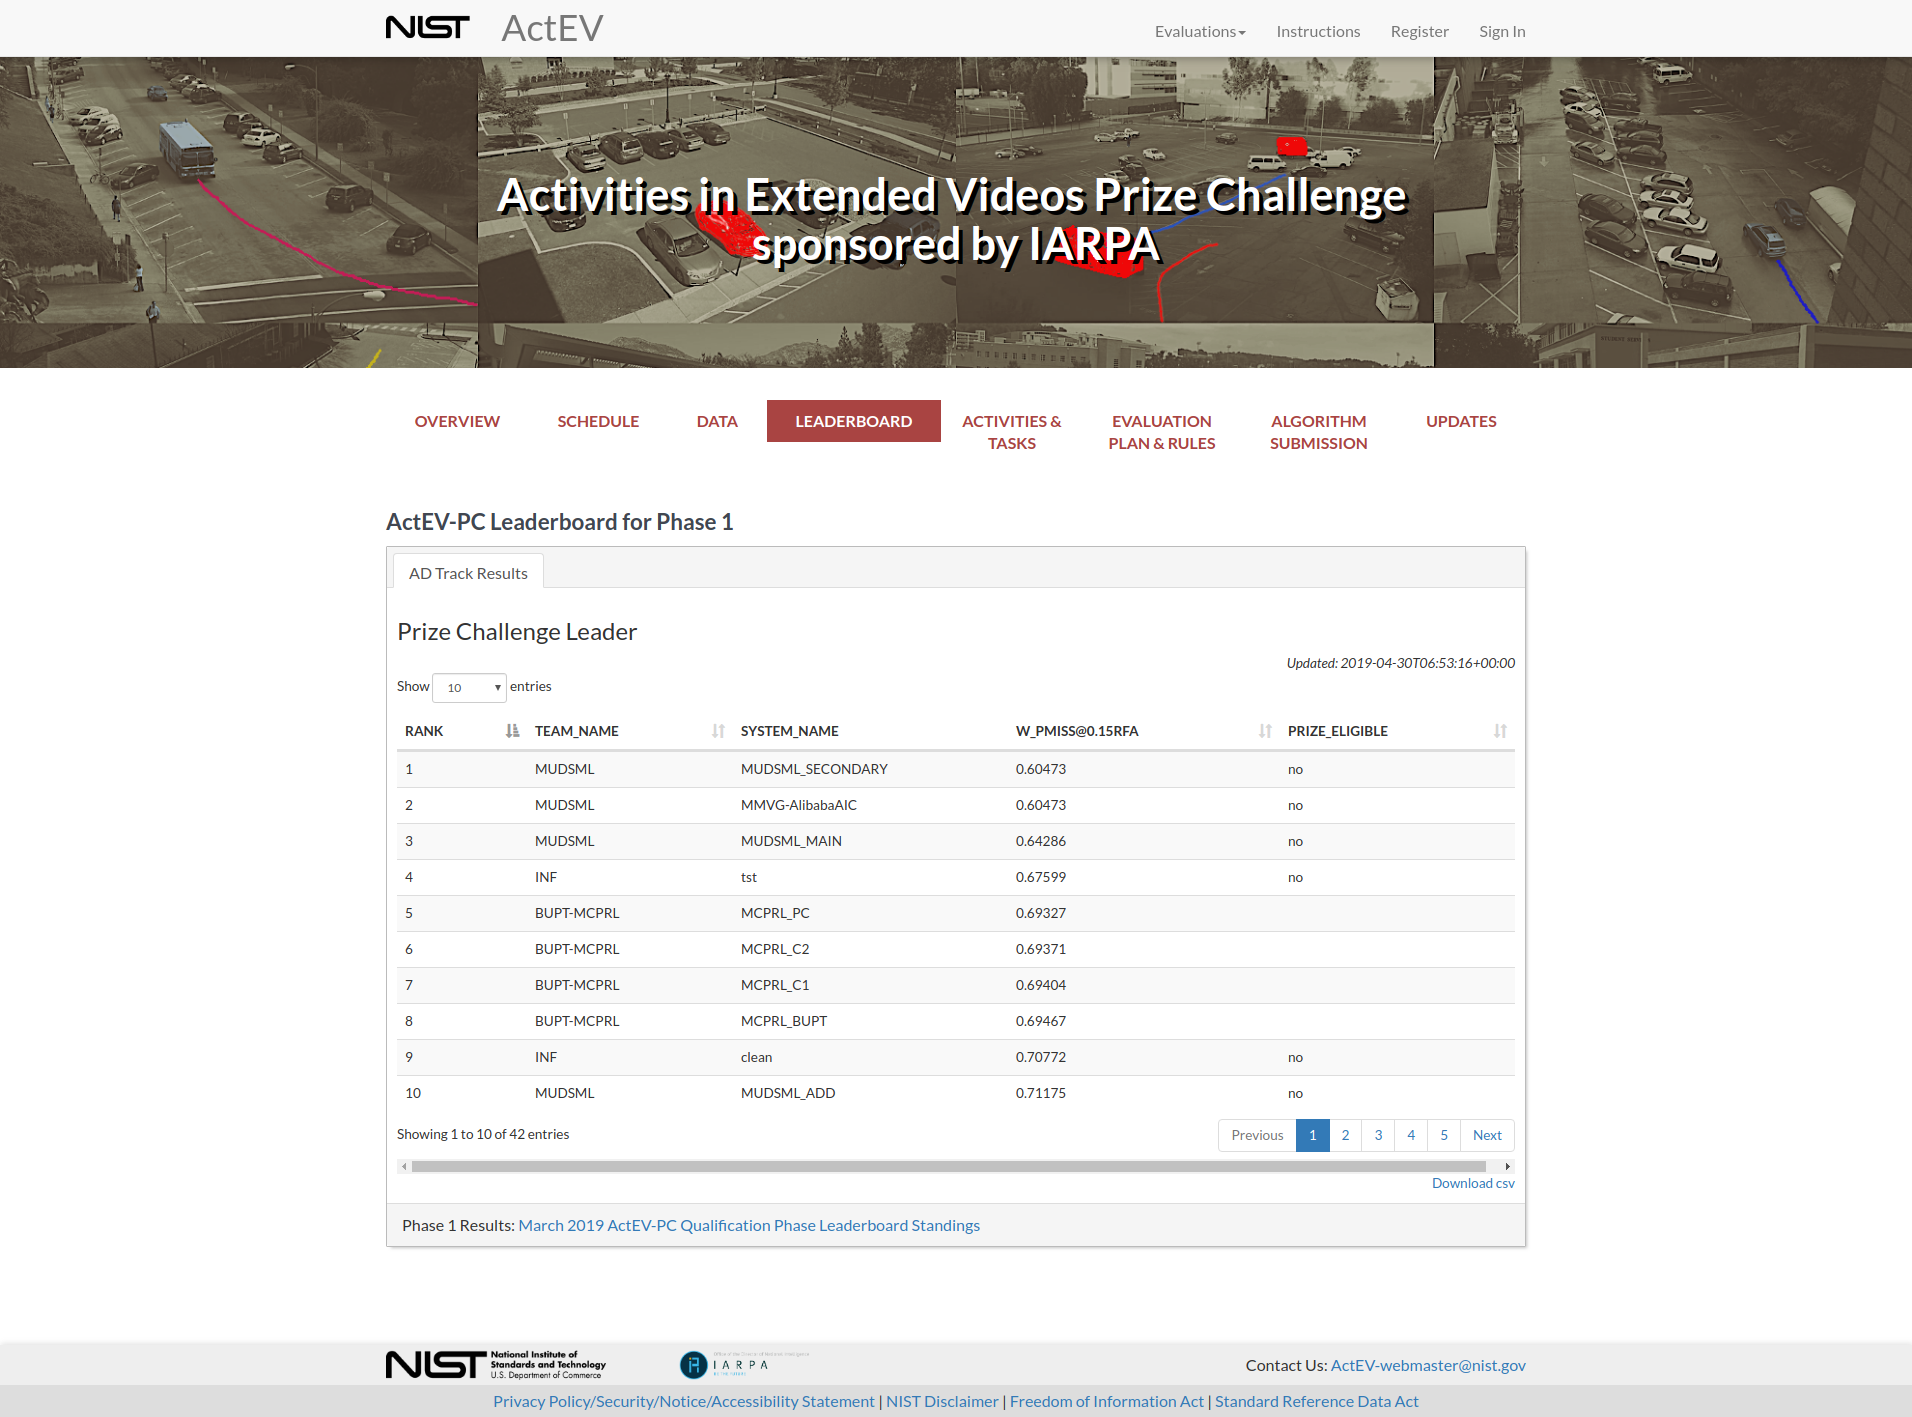 NIST ActEV Evaluations Instructions Register Sign In
Activities in Extended Videos Prize Challenge
sponsored by IARPA
OVERVIEW SCHEDULE DATA LEADERBOARD ACTIVITIES & TASKS EVALUATION PLAN & RULES ALGORITHM SUBMISSION UPDATES
ActEV-PC Leaderboard for Phase 1
AD Track Results
Prize Challenge Leader
Updated: 2019-04-30T06:53:16+00:00
Show 10 entries
RANK TEAM_NAME SYSTEM_NAME W_PMISS@0.15RFA PRIZE_ELIGIBLE
1 MUDSML MUDSML_SECONDARY 0.60473 no
2 MUDSML MMVG-AlibabaAIC 0.60473 no
3 MUDSML MUDSML_MAIN 0.64286 no
4 INF tst 0.67599 no
5 BUPT-MCPRL MCPRL_PC 0.69327
6 BUPT-MCPRL MCPRL_C2 0.69371
7 BUPT-MCPRL MCPRL_C1 0.69404
8 BUPT-MCPRL MCPRL_BUPT 0.69467
9 INF clean 0.70772 no
10 MUDSML MUDSML_ADD 0.71175 no
Showing 1 to 10 of 42 entries Previous 1 2 3 4 5 Next
Download csv
Phase 1 Results: March 2019 ActEV-PC Qualification Phase Leaderboard Standings
NIST National Institute of
Standards and Technology
U.S. Department of Commerce
IARPA
Contact Us: ActEV-webmaster@nist.gov
Privacy Policy/Security/Notice/Accessibility Statement | NIST Disclaimer | Freedom of Information Act | Standard Reference Data Act